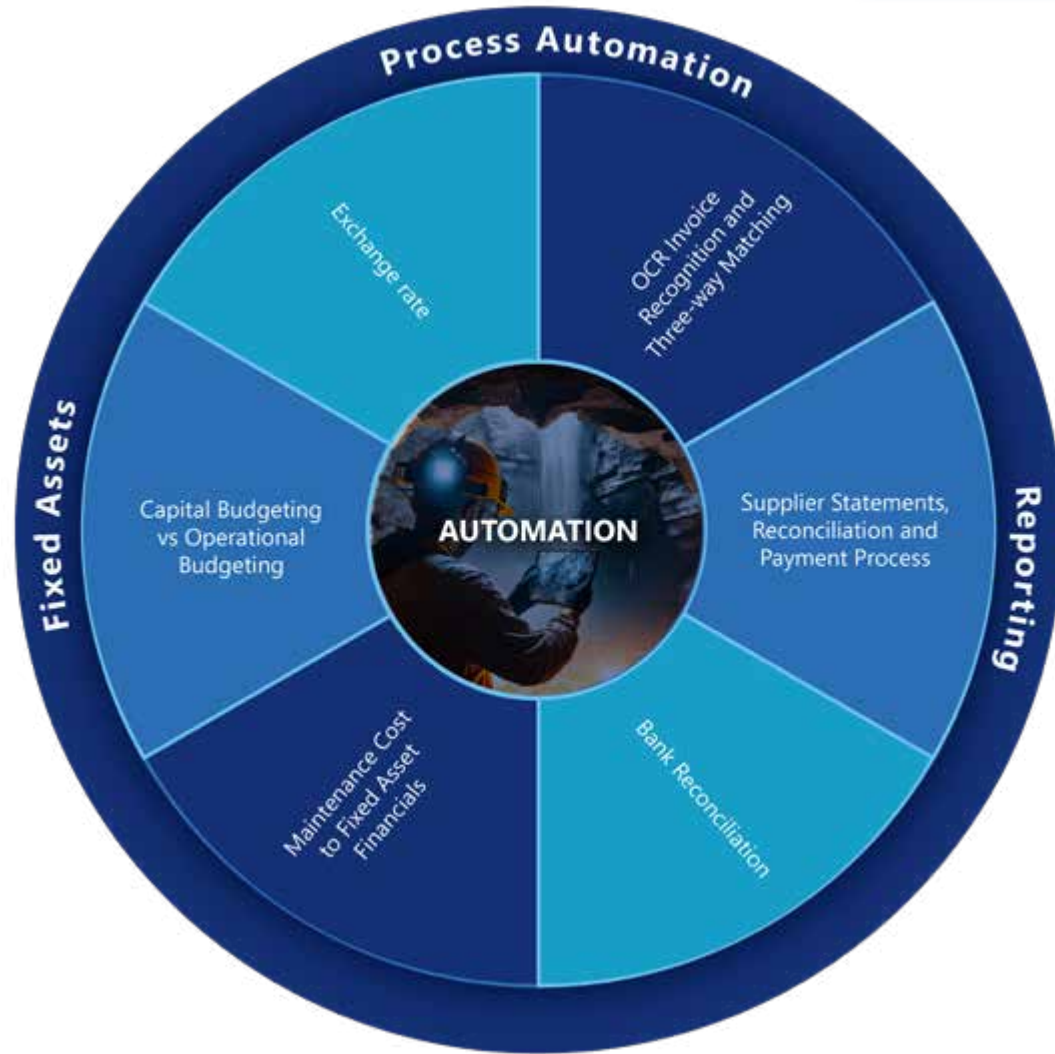 Process Automation
Exchange rate
OCR Invoice
Recognition and
Three-way Matching
Fixed Assets
Capital Budgeting
vs Operational
Budgeting
AUTOMATION
Supplier Statements,
Reconciliation and
Payment Process
Reporting
Maintenance Cost
to Fixed Asset
Financials
Bank Reconciliation